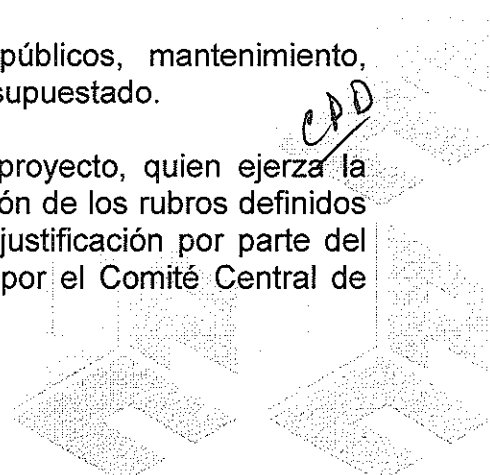 públicos, mantenimiento,
supuestado.
CPD
proyecto, quien ejerza la
ón de los rubros definidos
justificación por parte del
por el Comité Central de